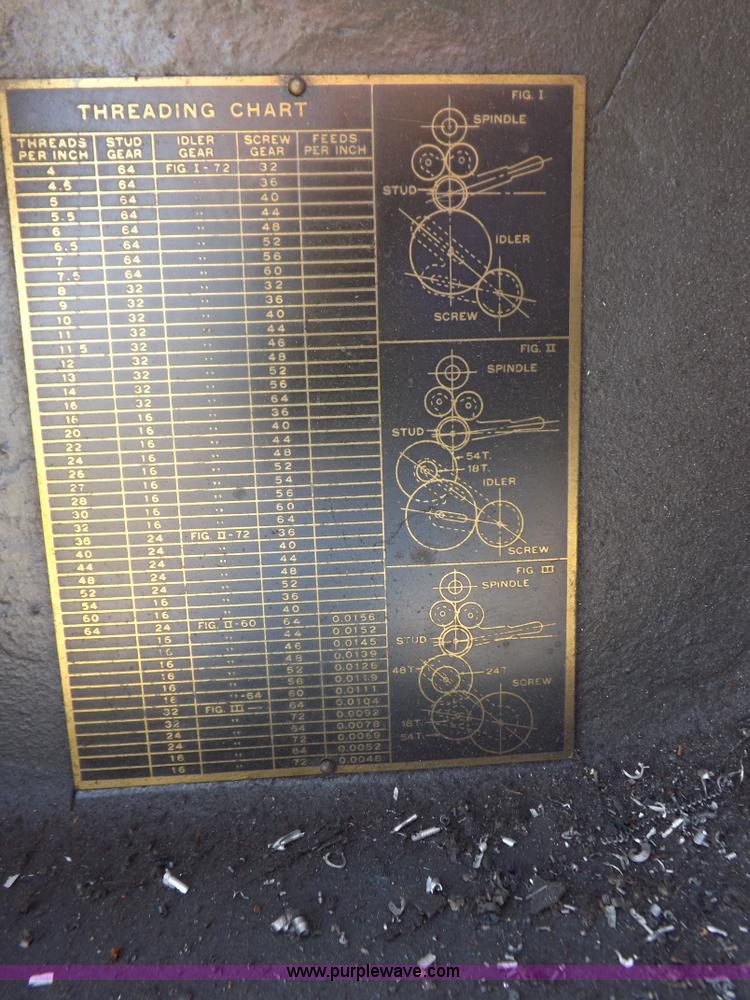 THREADING CHART
THREADS PER INCH STUD GEAR IDLER GEAR SCREW GEAR FEEDS PER INCH
4 64 FIG. I-72 32
4.5 64 " 36
5 64 " 40
5.5 64 " 44
6 64 " 48
6.5 64 " 52
7 64 " 56
7.5 64 " 60
8 32 " 32
9 32 " 36
10 32 " 40
11 32 " 44
11.5 32 " 46
12 32 " 48
13 32 " 52
14 32 " 56
16 32 " 64
18 16 " 36
20 16 " 40
22 16 " 44
24 16 " 48
26 16 " 52
27 16 " 54
28 16 " 56
30 16 " 60
32 16 " 64
36 24 FIG. II-72 36
40 24 " 40
44 24 " 44
48 24 " 48
52 24 " 52
54 16 " 36
60 16 " 40
64 24 FIG. II-60 64 0.0156
16 " 44 0.0152
16 " 46 0.0145
16 " 48 0.0139
16 " 52 0.0128
16 " 56 0.0119
16 "-64 60 0.0111
32 FIG. III — 64 0.0104
32 " 72 0.0092
24 " 64 0.0078
24 " 72 0.0069
16 " 64 0.0052
16 " 72 0.0046
FIG. I
SPINDLE
STUD
IDLER
SCREW
FIG. II
SPINDLE
STUD
54T.
18T.
IDLER
SCREW
FIG. III
SPINDLE
STUD
48T.
24T.
SCREW
18T.
54T.
www.purplewave.com